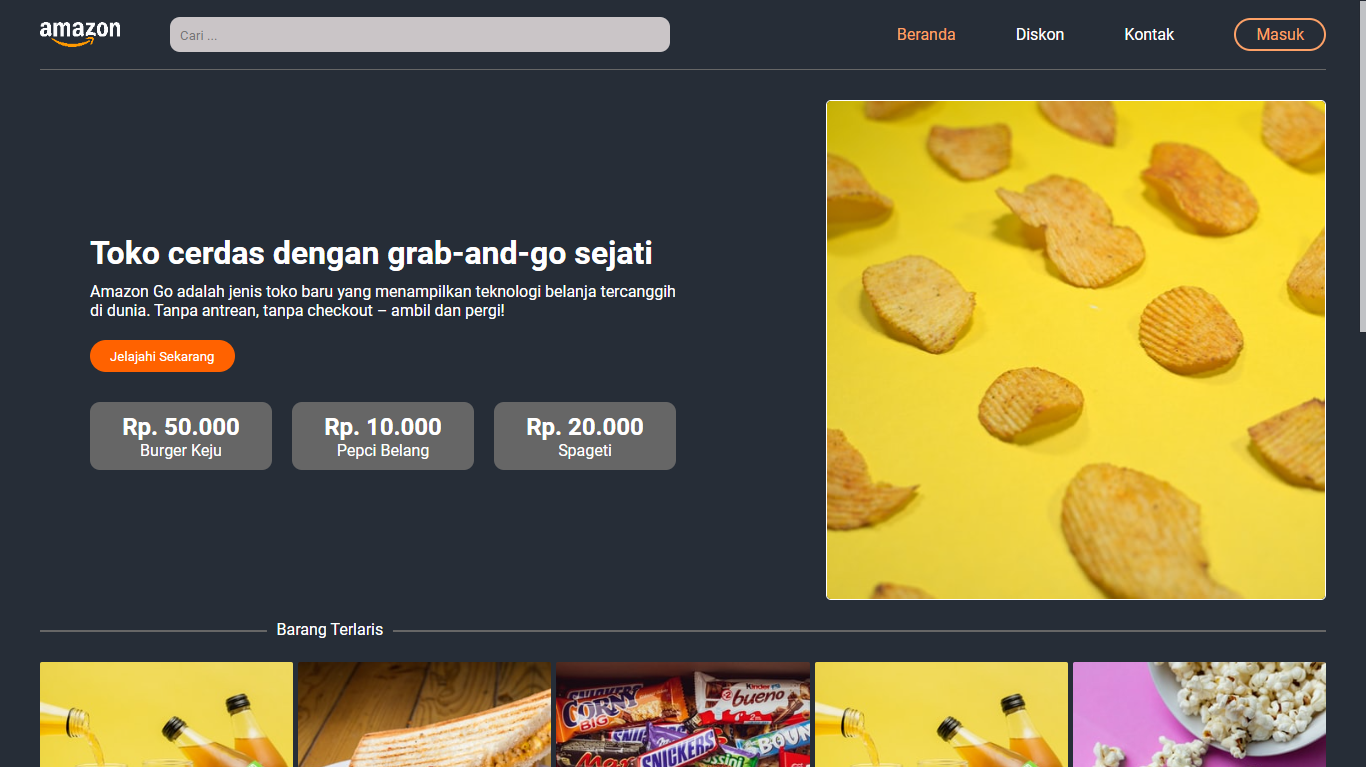 amazon
Cari ...
Beranda
Diskon
Kontak
Masuk
Toko cerdas dengan grab-and-go sejati
Amazon Go adalah jenis toko baru yang menampilkan teknologi belanja tercanggih
di dunia. Tanpa antrean, tanpa checkout – ambil dan pergi!
Jelajahi Sekarang
Rp. 50.000
Burger Keju
Rp. 10.000
Pepci Belang
Rp. 20.000
Spageti
Barang Terlaris
CORNY
BIG
Kinder
bueno
SNICKERS